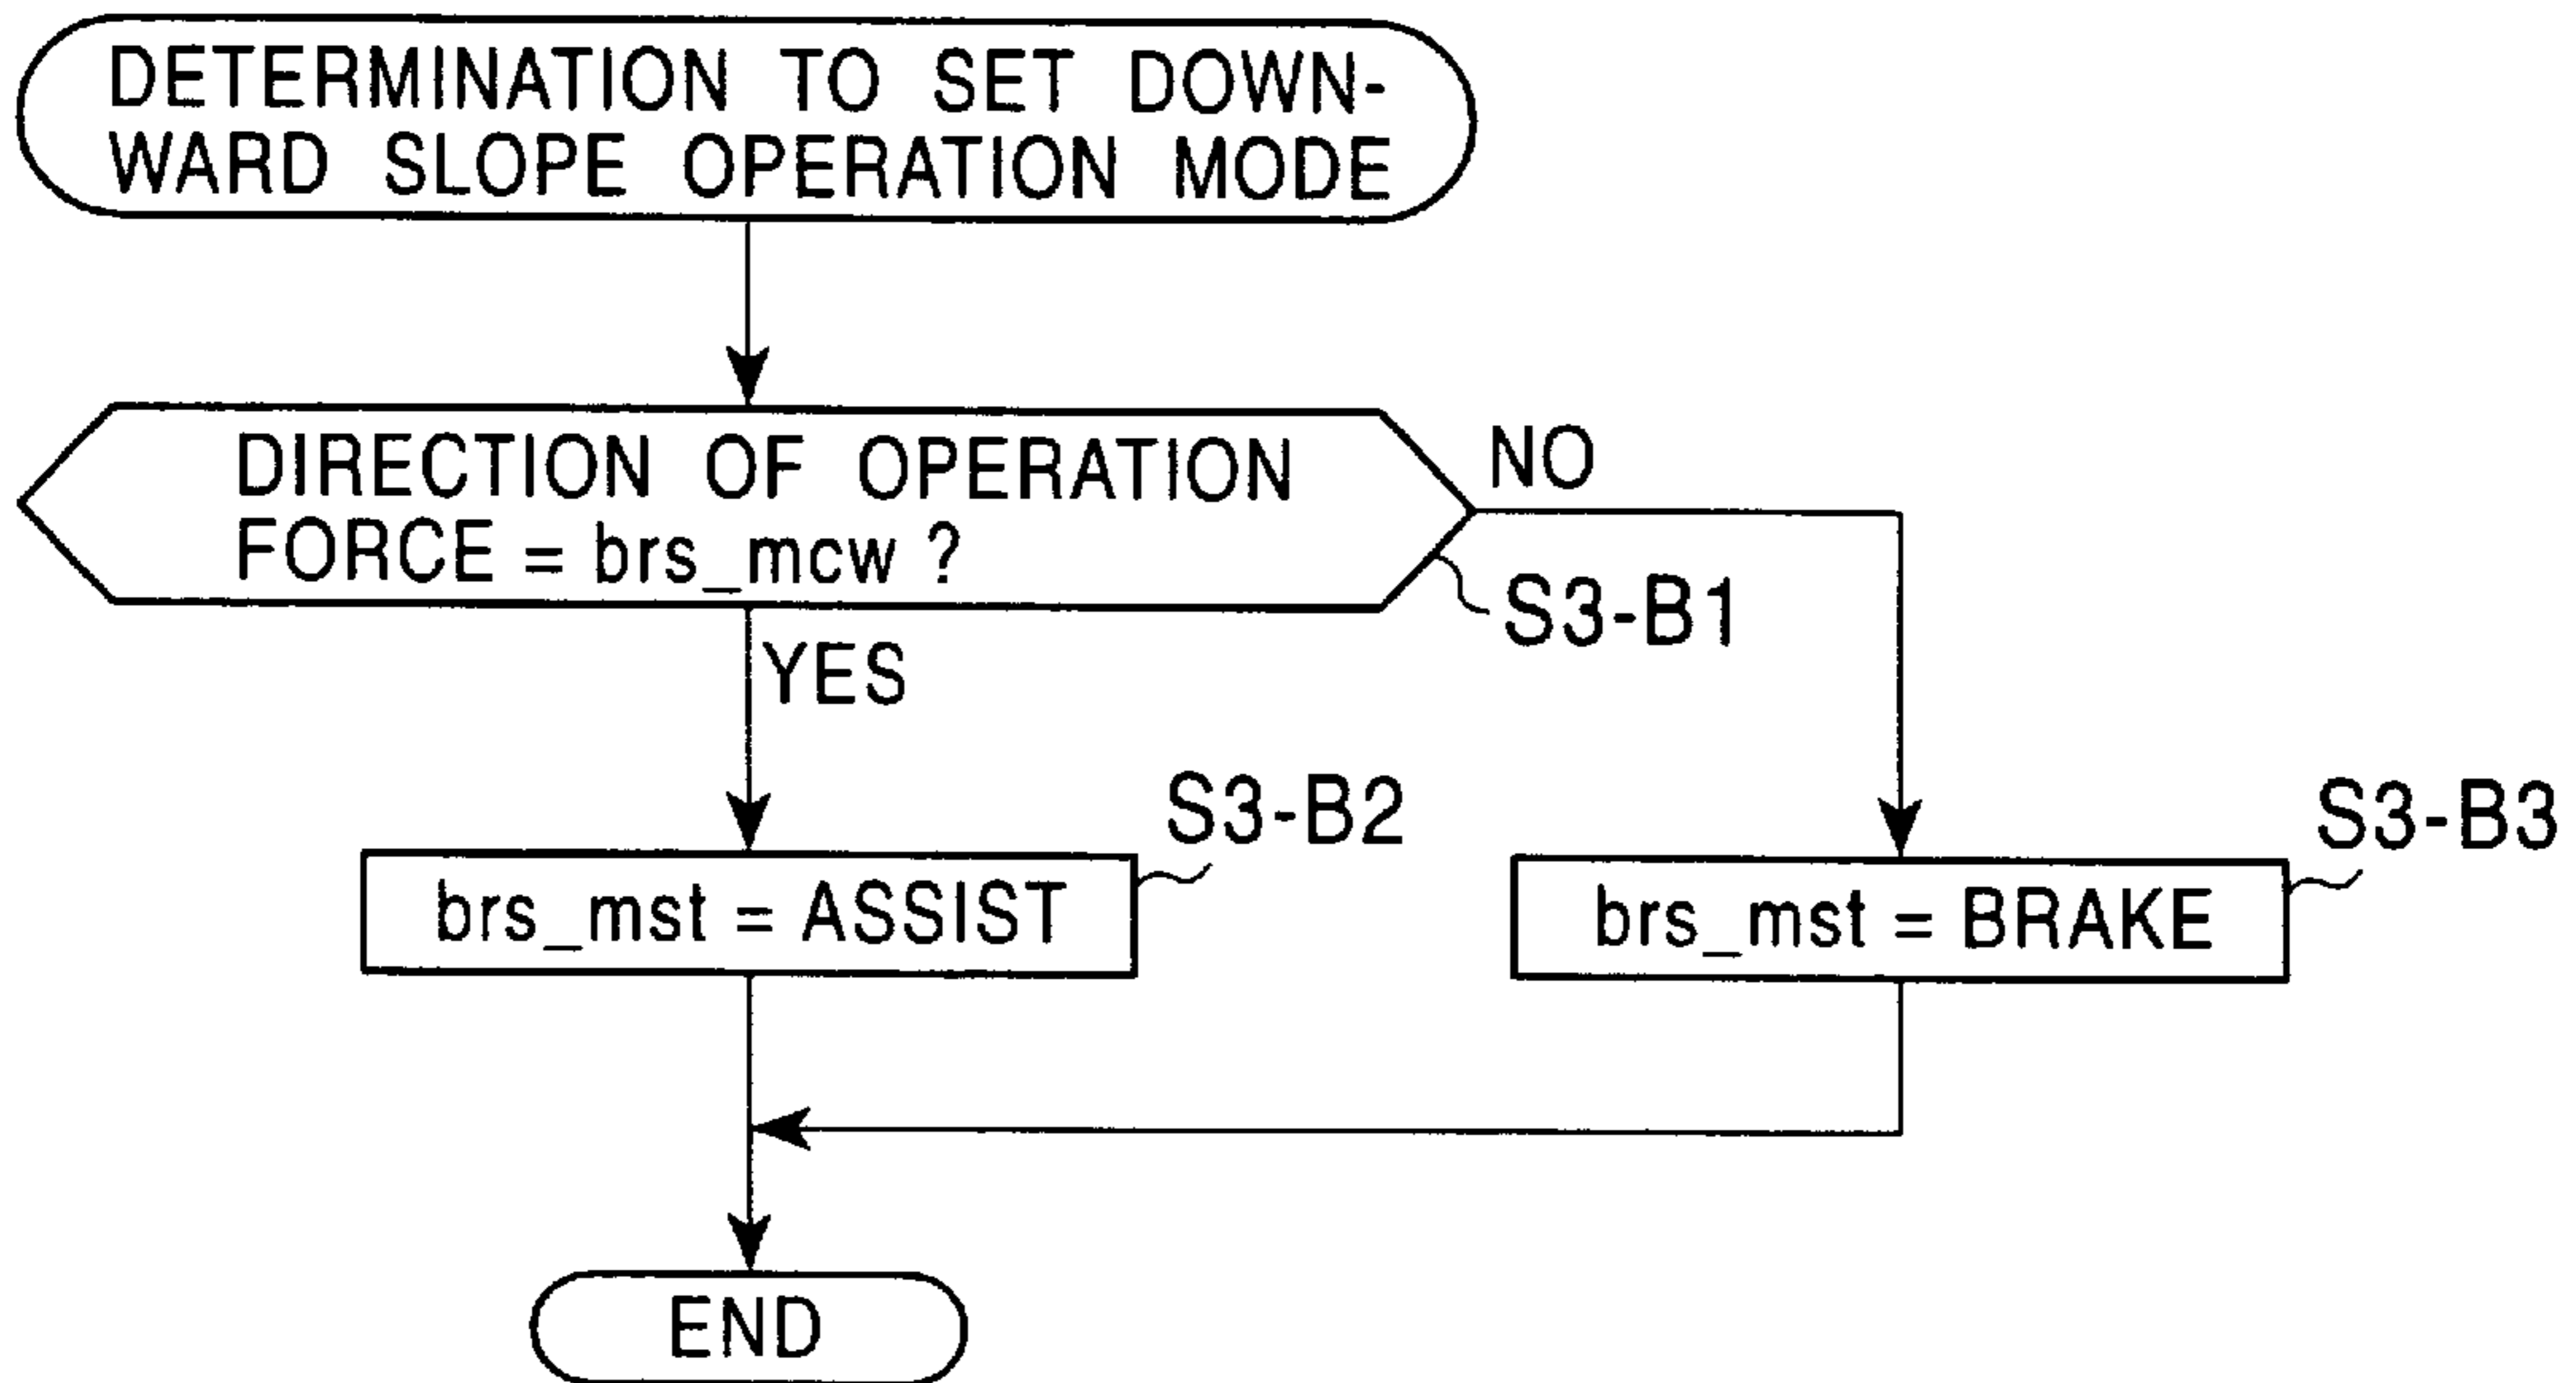 DETERMINATION TO SET DOWN-
WARD SLOPE OPERATION MODE
DIRECTION OF OPERATION
FORCE = brs_mcw ?
NO
S3-B1
YES
S3-B2
brs_mst = ASSIST
S3-B3
brs_mst = BRAKE
END